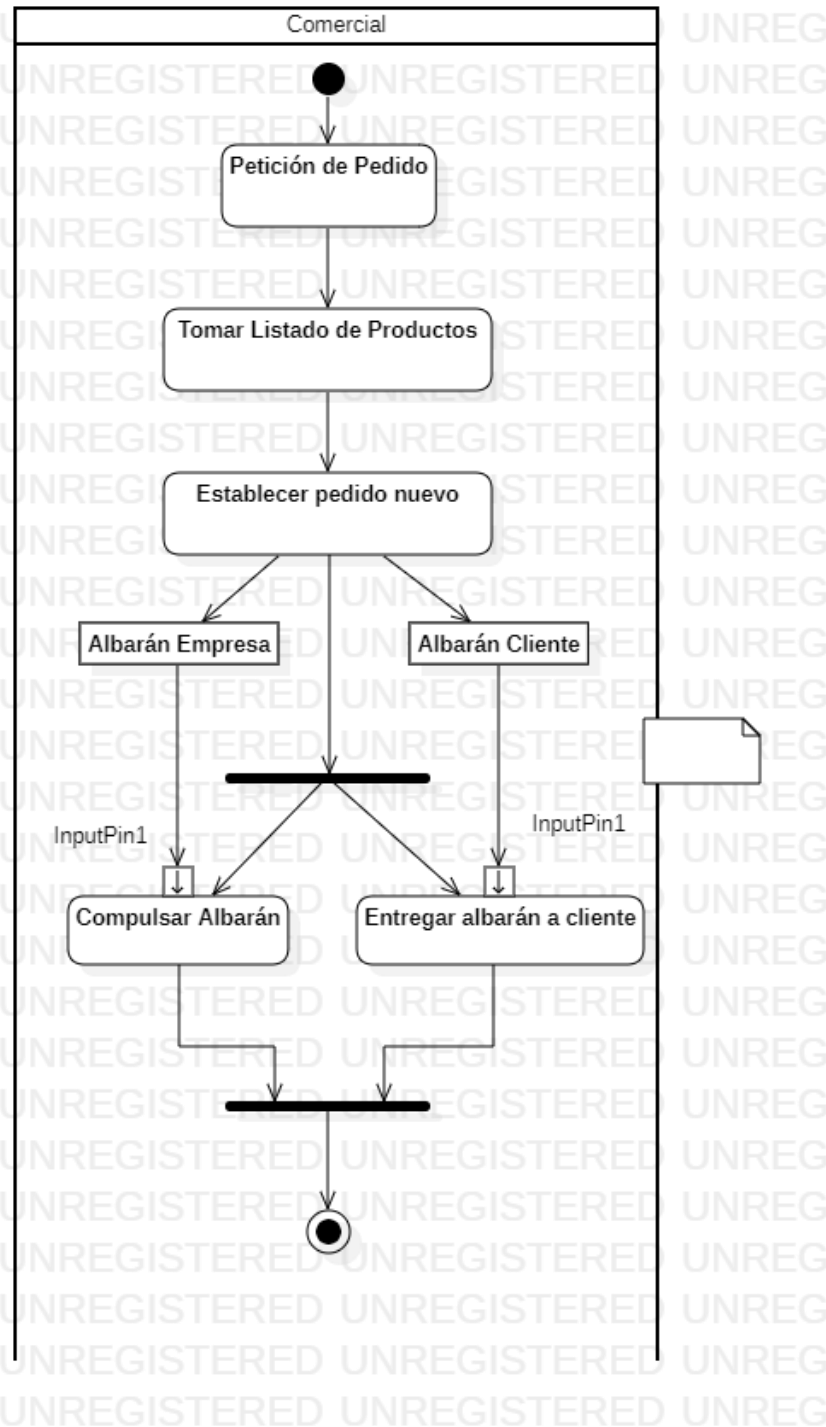 Comercial
Petición de Pedido
Tomar Listado de Productos
Establecer pedido nuevo
Albarán Empresa
Albarán Cliente
InputPin1
InputPin1
Compulsar Albarán
Entregar albarán a cliente
UNREGISTERED